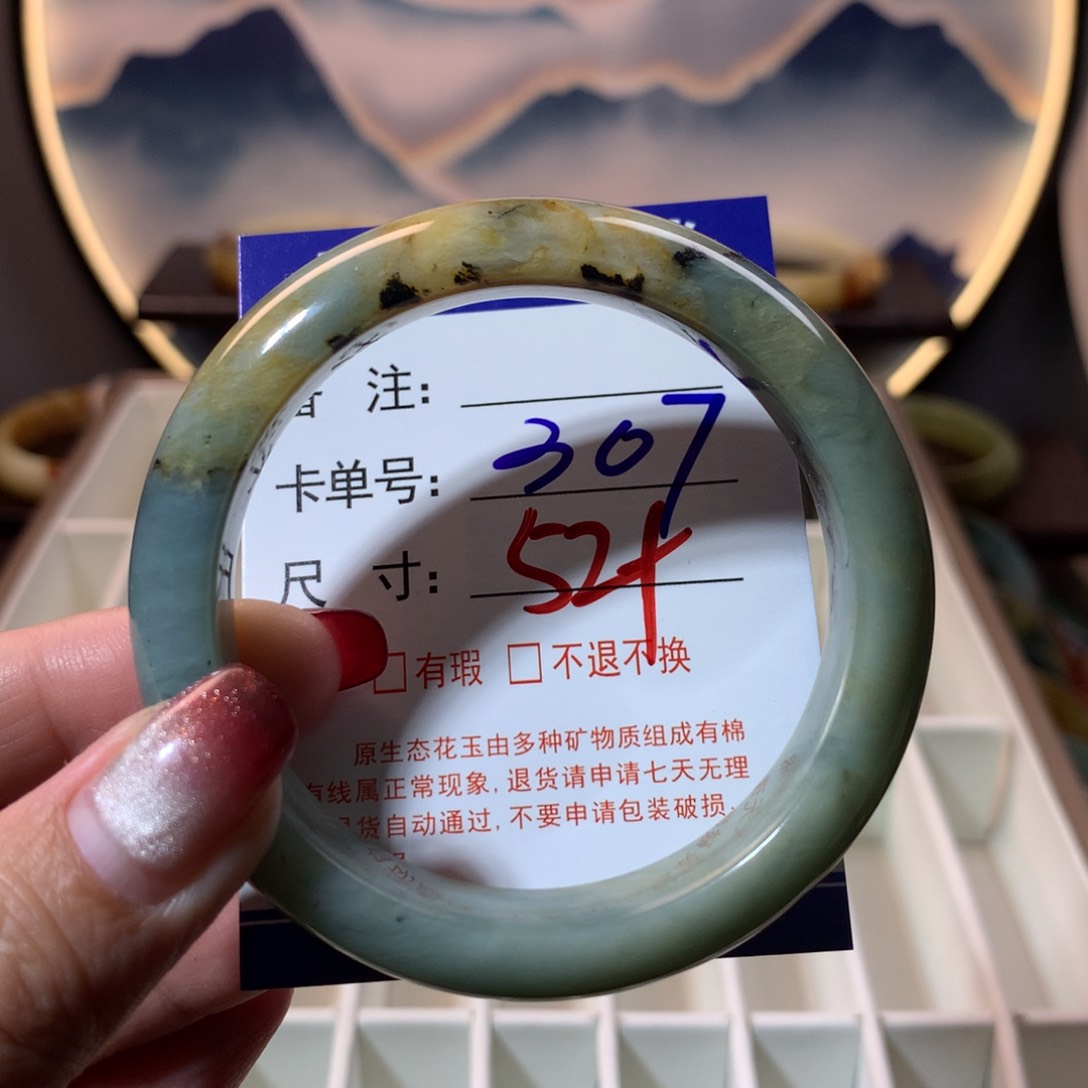 备 注:
卡单号: 307
尺 寸: 52+
□有瑕 □不退不换
原生态花玉由多种矿物质组成有棉
有线属正常现象,退货请申请七天无理
退货自动通过,不要申请包装破损、